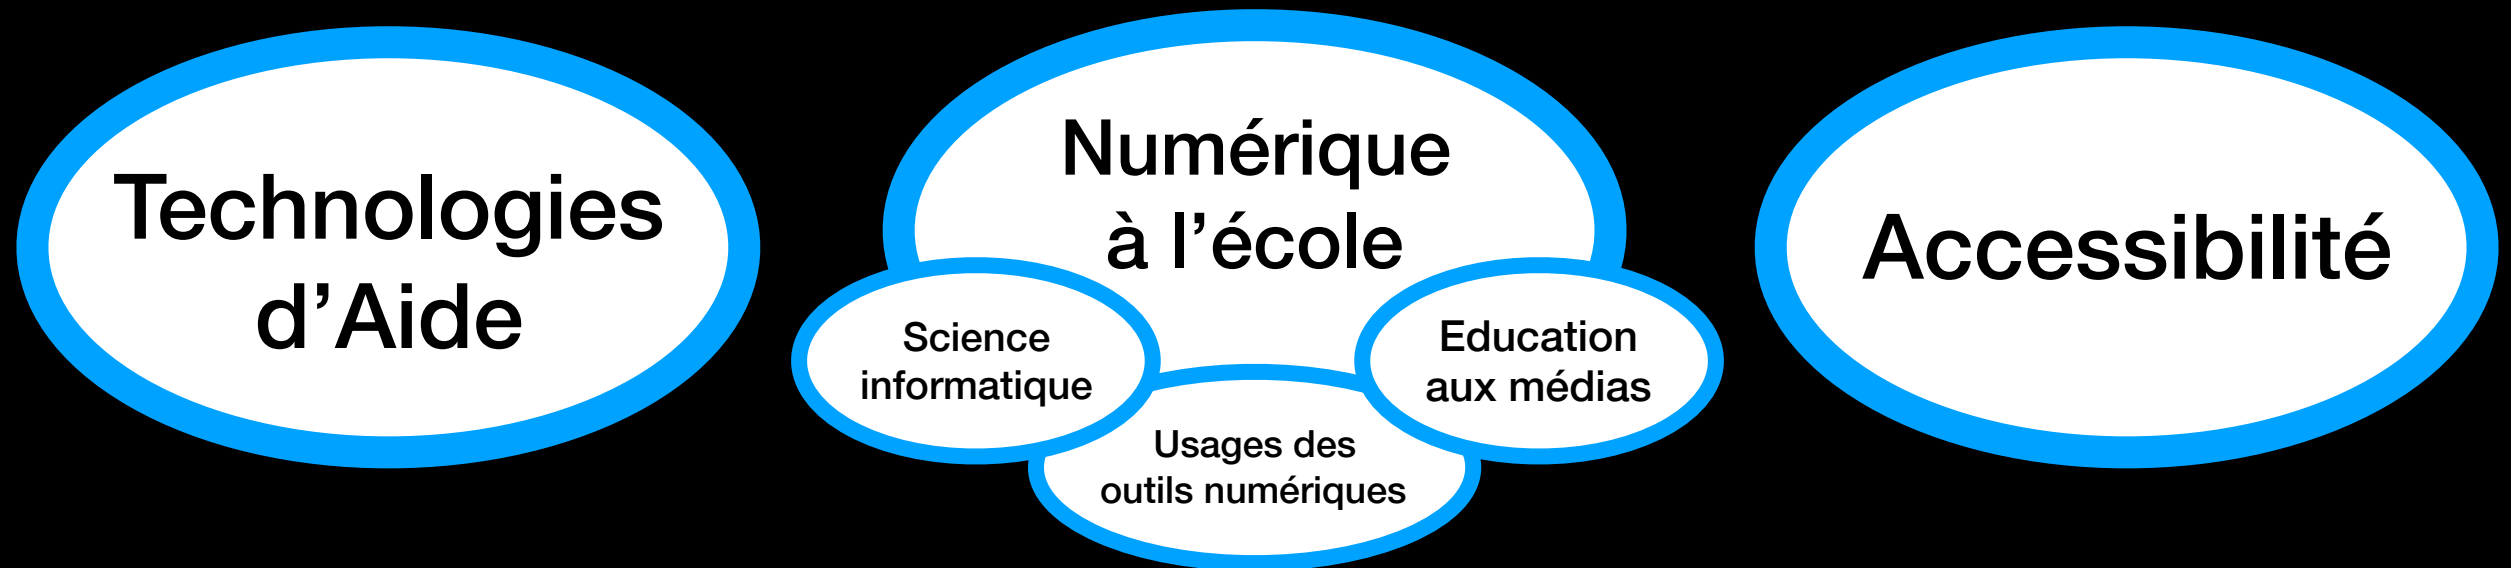 Technologies
d'Aide
Numérique
à l'école
Science
informatique
Usages des
outils numériques
Education
aux médias
Accessibilité